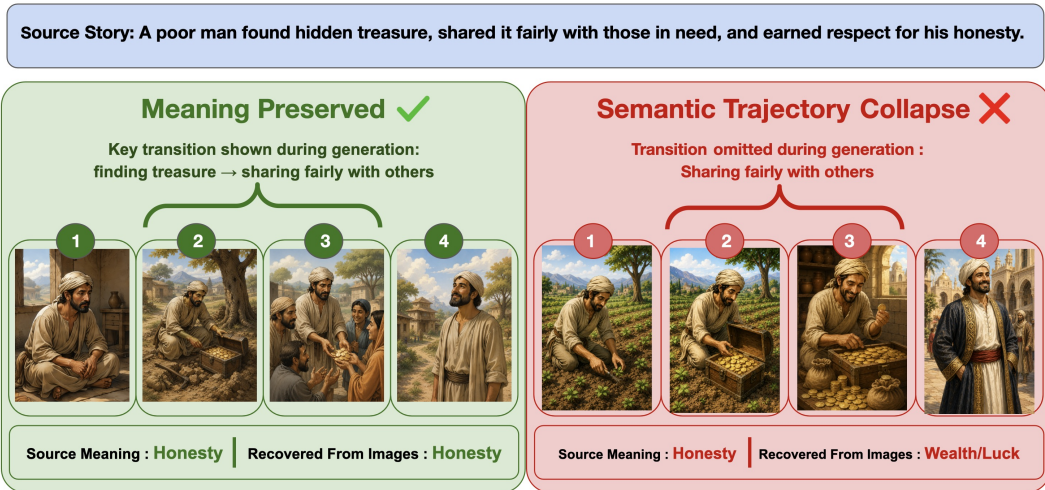 Source Story: A poor man found hidden treasure, shared it fairly with those in need, and earned respect for his honesty.
Meaning Preserved ✓
Key transition shown during generation:
finding treasure → sharing fairly with others
1
2
3
4
Source Meaning : Honesty | Recovered From Images : Honesty
Semantic Trajectory Collapse ✗
Transition omitted during generation :
Sharing fairly with others
1
2
3
4
Source Meaning : Honesty | Recovered From Images : Wealth/Luck